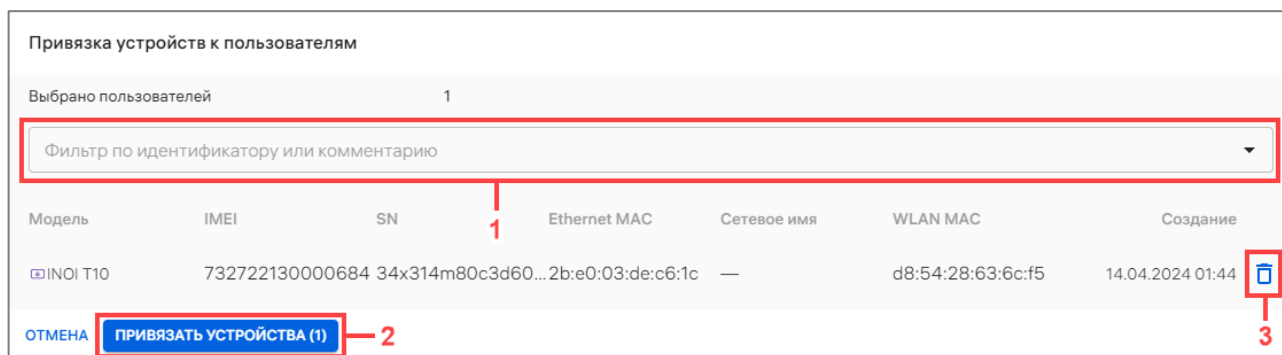 Привязка устройств к пользователям
Выбрано пользователей 1
Фильтр по идентификатору или комментарию
1
Модель IMEI SN Ethernet MAC Сетевое имя WLAN MAC Создание
INOI T10 732722130000684 34x314m80c3d60... 2b:e0:03:de:c6:1c — d8:54:28:63:6c:f5 14.04.2024 01:44
ОТМЕНА ПРИВЯЗАТЬ УСТРОЙСТВА (1) 2 3